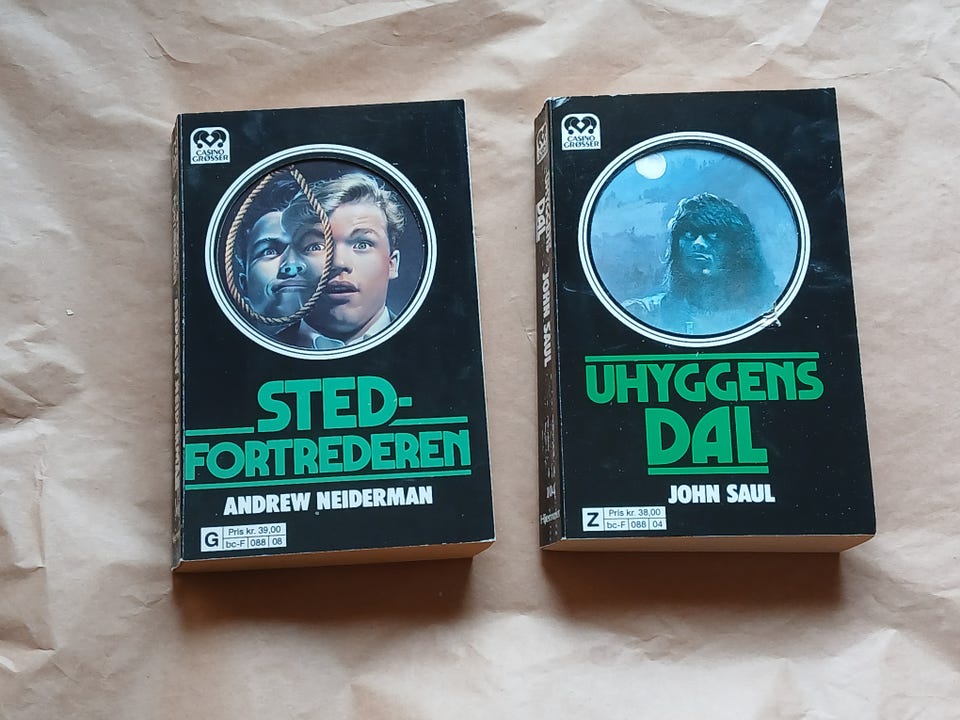 CASINO
GRØSSER
STED-
FORTREDEREN
ANDREW NEIDERMAN
G
Pris kr. 39,00
bc-F 088 08
CASINO
GRØSSER
UHYGGENS
DAL
JOHN SAUL
Z
Pris kr. 38,00
bc-F 088 04
DAL
JOHN SAUL